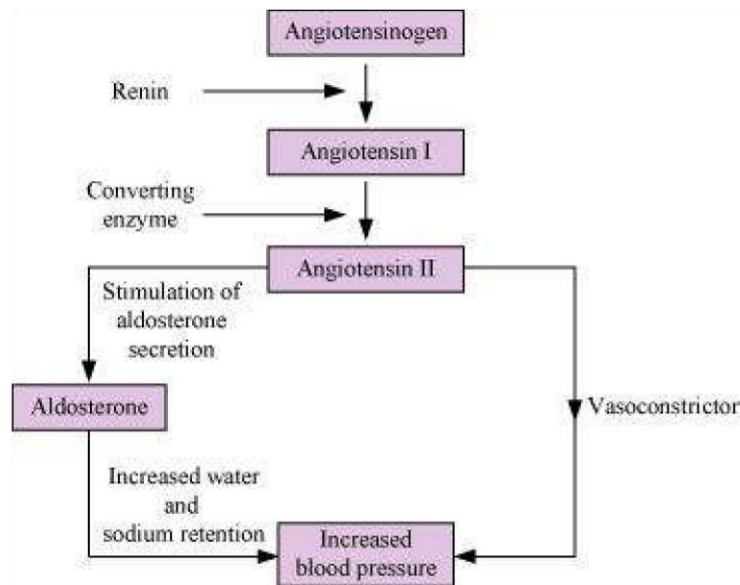 Angiotensinogen
Renin
Angiotensin I
Converting
enzyme
Angiotensin II
Stimulation of
aldosterone
secretion
Aldosterone
Vasoconstrictor
Increased water
and
sodium retention
Increased
blood pressure